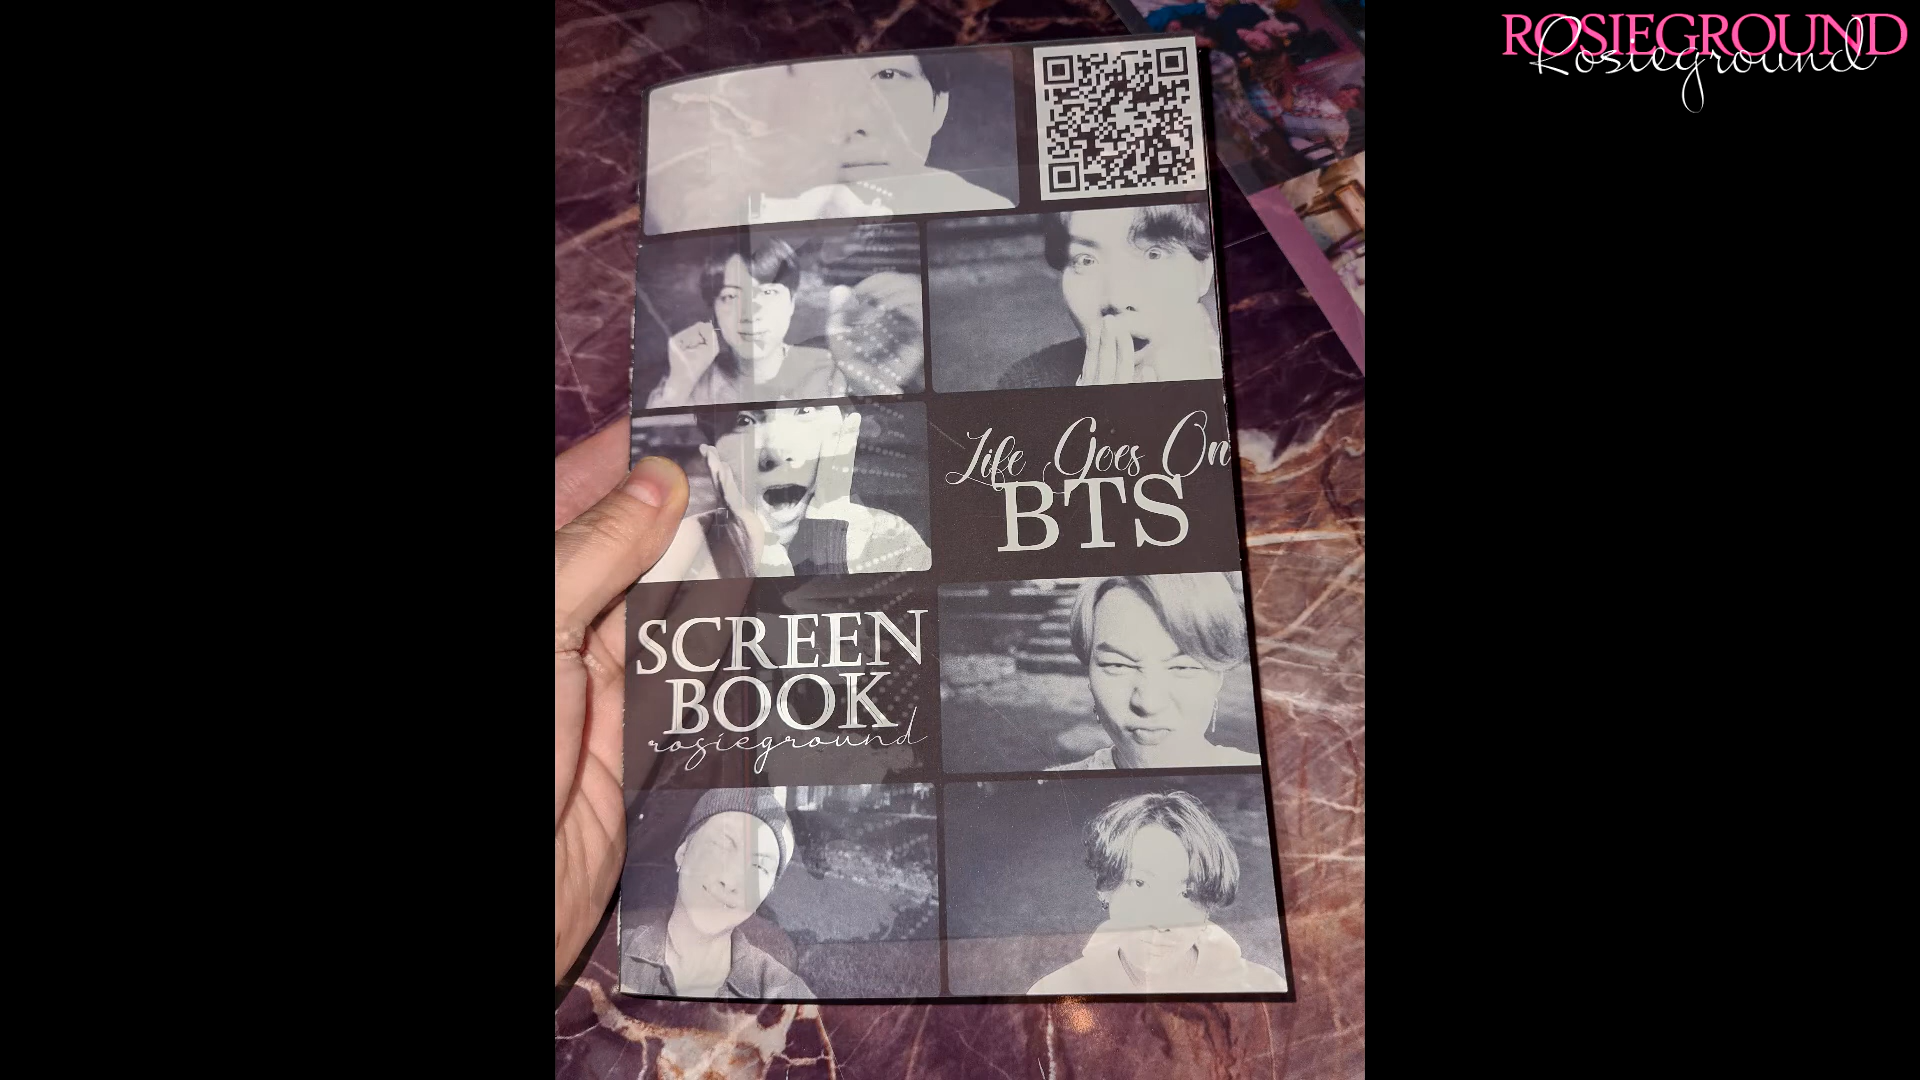 ROSIEGROUND
Rosieground
Life Goes On
BTS
SCREEN
BOOK
rosieground